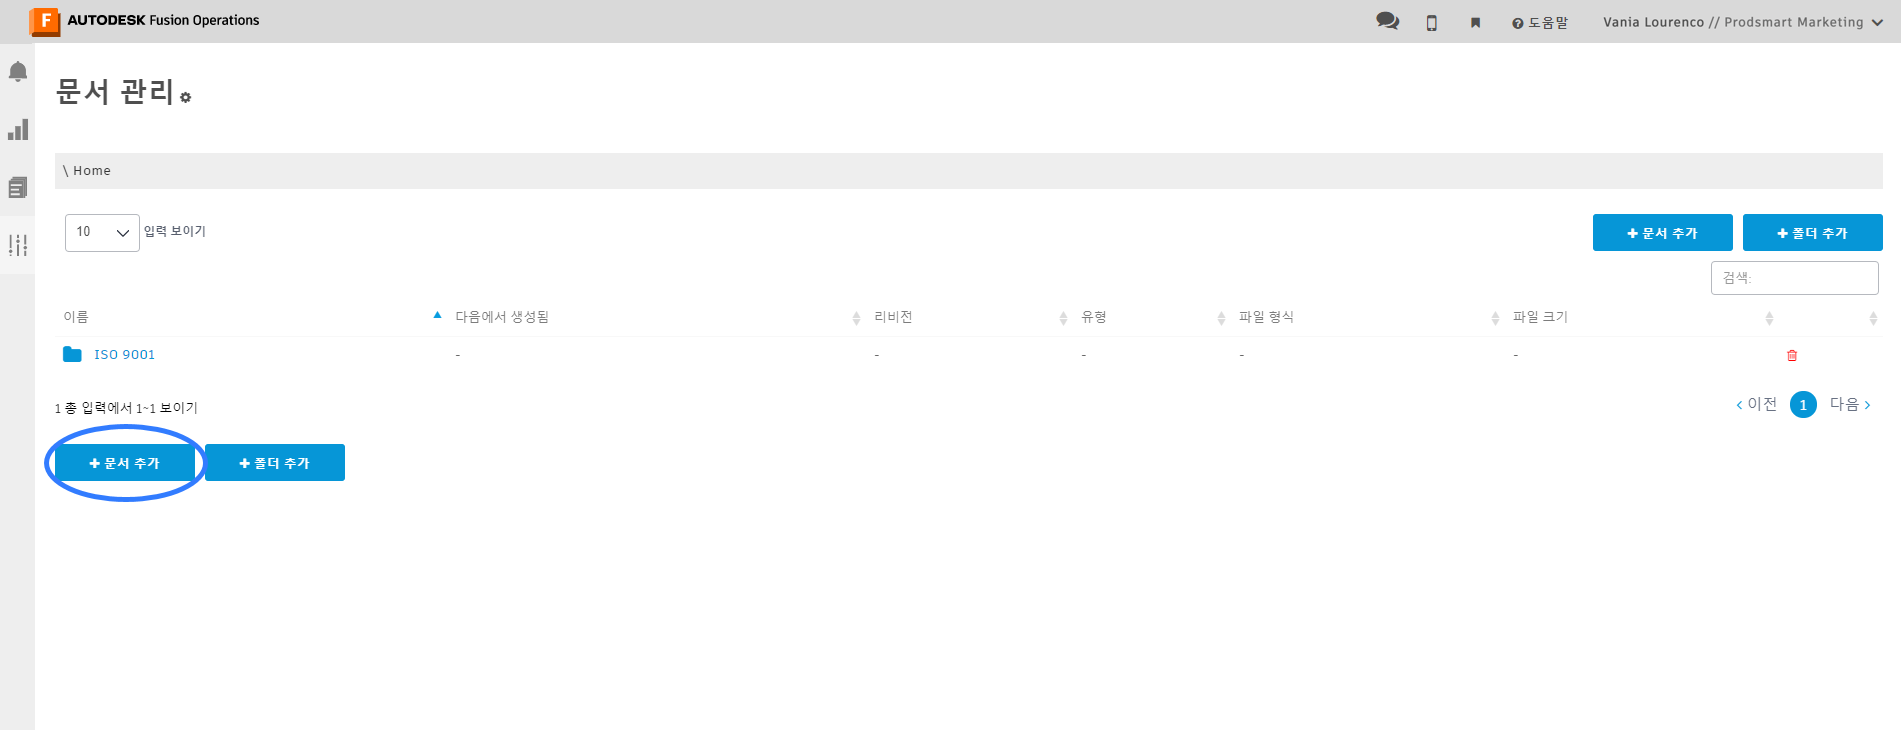 F AUTODESK Fusion Operations
도움말
Vania Lourenco // Prodsmart Marketing
문서 관리
\ Home
10 입력 보이기
+ 문서 추가
+ 폴더 추가
검색:
이름 다음에서 생성됨 리비전 유형 파일 형식 파일 크기
ISO 9001 - - - - -
1 총 입력에서 1~1 보이기
‹ 이전 1 다음 ›
+ 문서 추가
+ 폴더 추가